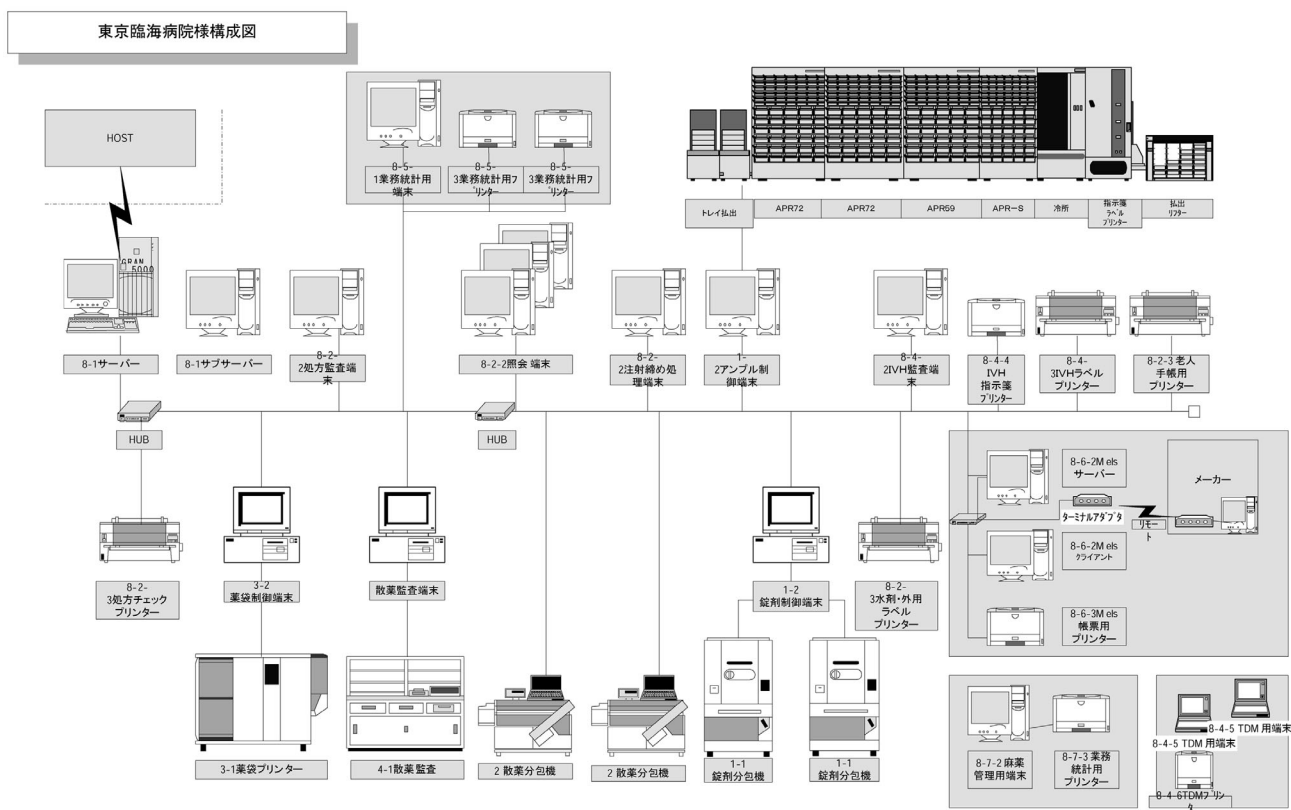 東京臨海病院様構成図
HOST
GRAN
5000
8-5-
1業務統計用
端末
8-5-
3業務統計用プ
リンター
8-5-
3業務統計用プ
リンター
トレイ払出
APR72
APR72
APR59
APR－S
冷所
指示箋
ラベル
プリンター
払出
リフター
8-1サーバー
8-1サブサーバー
8-2-
2処方監査端
末
8-2-2照会 端末
8-2-
2注射締め処
理端末
1-
2アンプル制
御端末
8-4-
2IVH監査端
末
8-4-4
IVH
指示箋
プリンター
8-4-
3IVHラベル
プリンター
8-2-3 老人
手帳用
プリンター
HUB
HUB
8-2-
3処方チェック
プリンター
3-2
薬袋制御端末
散薬監査端末
1-2
錠剤制御端末
8-2-
3水剤・外用
ラベル
プリンター
8-6-2M els
サーバー
メーカー
ターミナルアダプタ
リモー
ト
8-6-2M els
クライアント
8-6-3M els
帳票用
プリンター
3-1薬袋プリンター
4-1散薬監査
2 散薬分包機
2 散薬分包機
1-1
錠剤分包機
1-1
錠剤分包機
8-7-2 麻薬
管理用端末
8-7-3 業務
統計用
プリンター
8-4-5 TDM 用端末
8-4-5 TDM 用端末
8-4-6TDMプリン
タ